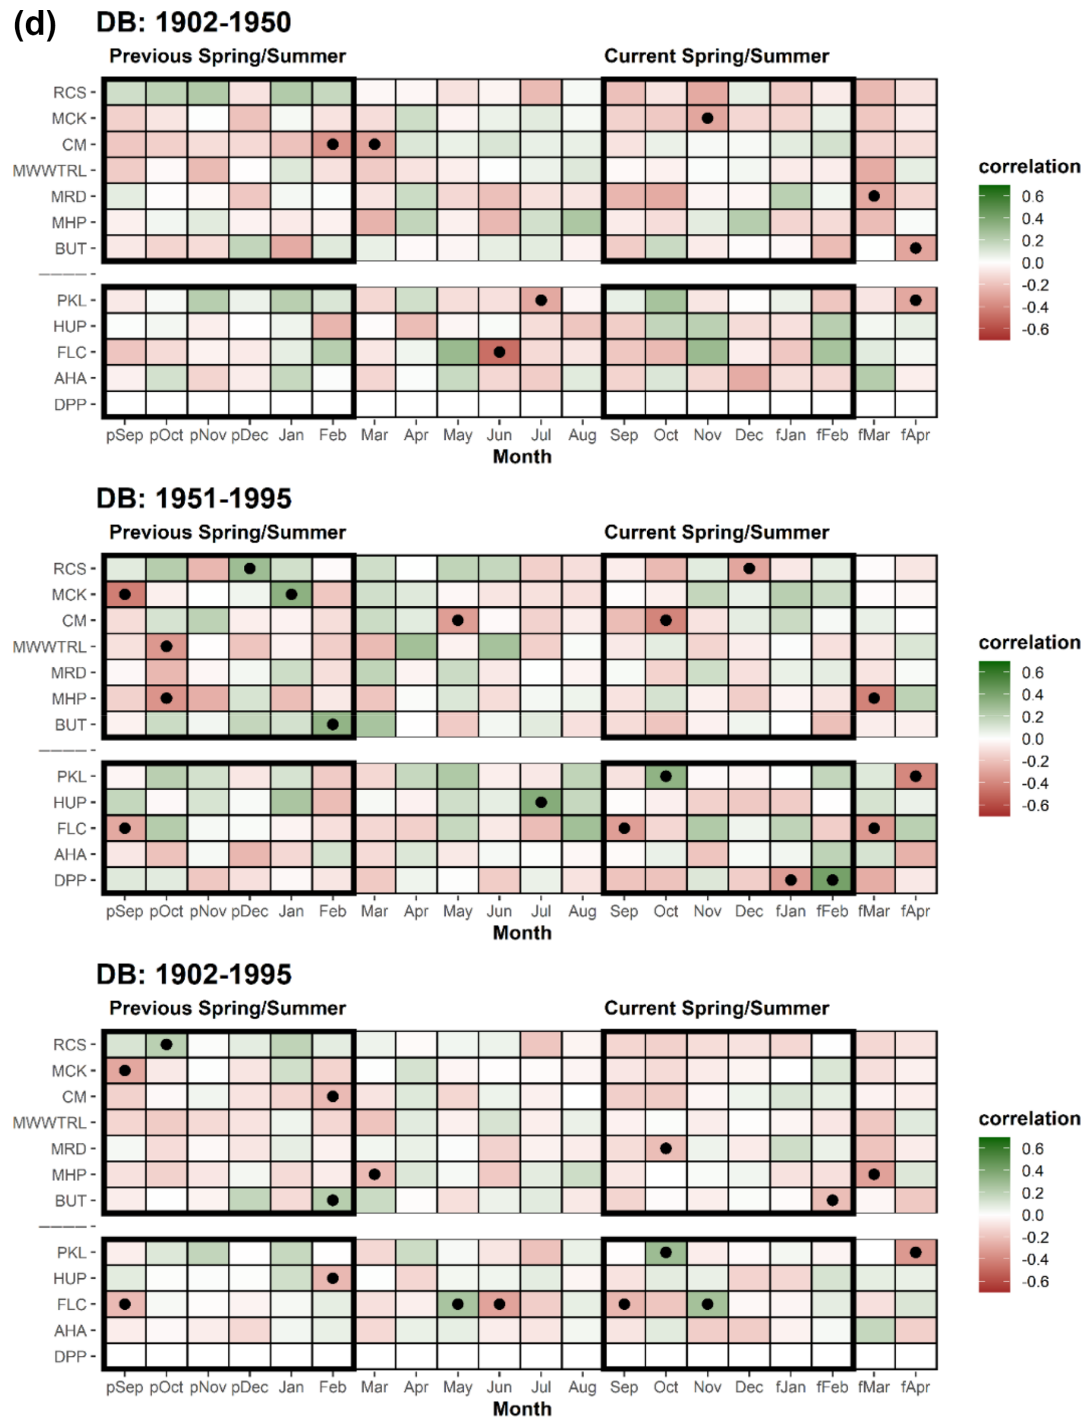 (d)
DB: 1902-1950
Previous Spring/Summer Current Spring/Summer
RCS
MCK
CM
MWWTRL
MRD
MHP
BUT
————
PKL
HUP
FLC
AHA
DPP
pSep pOct pNov pDec Jan Feb Mar Apr May Jun Jul Aug Sep Oct Nov Dec fJan fFeb fMar fApr
Month
correlation
0.6
0.4
0.2
0.0
-0.2
-0.4
-0.6
DB: 1951-1995
Previous Spring/Summer Current Spring/Summer
RCS
MCK
CM
MWWTRL
MRD
MHP
BUT
————
PKL
HUP
FLC
AHA
DPP
pSep pOct pNov pDec Jan Feb Mar Apr May Jun Jul Aug Sep Oct Nov Dec fJan fFeb fMar fApr
Month
correlation
0.6
0.4
0.2
0.0
-0.2
-0.4
-0.6
DB: 1902-1995
Previous Spring/Summer Current Spring/Summer
RCS
MCK
CM
MWWTRL
MRD
MHP
BUT
————
PKL
HUP
FLC
AHA
DPP
pSep pOct pNov pDec Jan Feb Mar Apr May Jun Jul Aug Sep Oct Nov Dec fJan fFeb fMar fApr
Month
correlation
0.6
0.4
0.2
0.0
-0.2
-0.4
-0.6